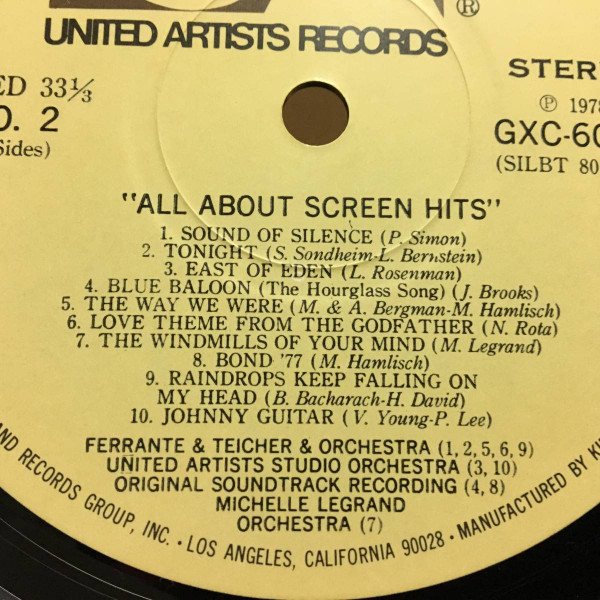 ®
UNITED ARTISTS RECORDS
33⅓
STER
2
Sides)
Ⓟ 1978
GXC-60
(SILBT 80
"ALL ABOUT SCREEN HITS"
1. SOUND OF SILENCE (P. Simon)
2. TONIGHT (S. Sondheim-L. Bernstein)
3. EAST OF EDEN (L. Rosenman)
4. BLUE BALOON (The Hourglass Song) (J. Brooks)
5. THE WAY WE WERE (M. & A. Bergman-M. Hamlisch)
6. LOVE THEME FROM THE GODFATHER (N. Rota)
7. THE WINDMILLS OF YOUR MIND (M. Legrand)
8. BOND '77 (M. Hamlisch)
9. RAINDROPS KEEP FALLING ON
MY HEAD (B. Bacharach-H. David)
10. JOHNNY GUITAR (V. Young-P. Lee)
FERRANTE & TEICHER & ORCHESTRA (1, 2, 5, 6, 9)
UNITED ARTISTS STUDIO ORCHESTRA (3, 10)
ORIGINAL SOUNDTRACK RECORDING (4, 8)
MICHELLE LEGRAND
ORCHESTRA (7)
AND RECORDS GROUP, INC. • LOS ANGELES, CALIFORNIA 90028 • MANUFACTURED BY KI